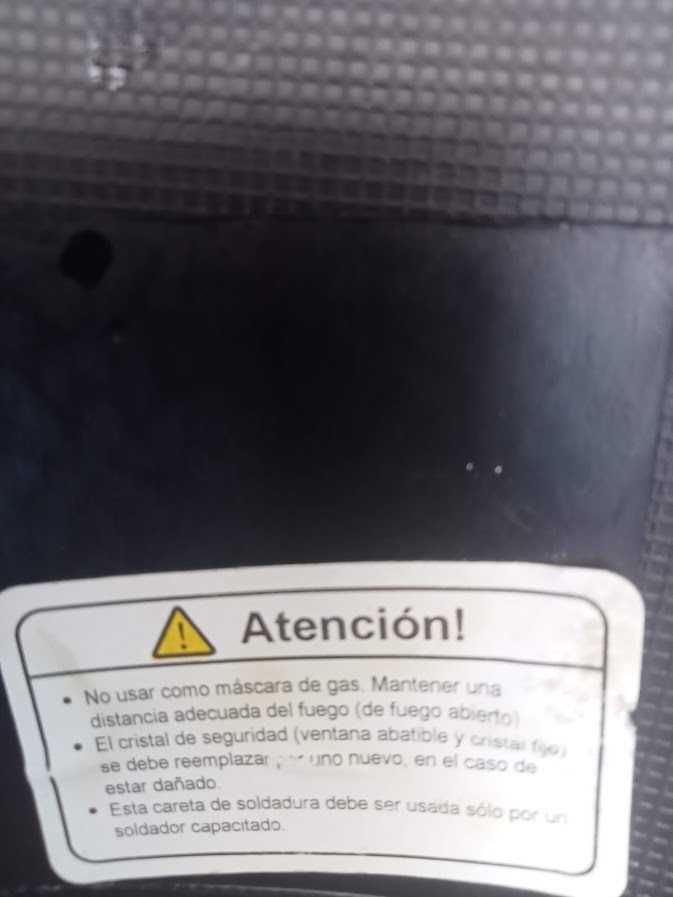 Atención!
• No usar como máscara de gas. Mantener una
distancia adecuada del fuego (de fuego abierto)
• El cristal de seguridad (ventana abatible y cristal fijo)
se debe reemplazar por uno nuevo, en el caso de
estar dañado.
• Esta careta de soldadura debe ser usada sólo por un
soldador capacitado.